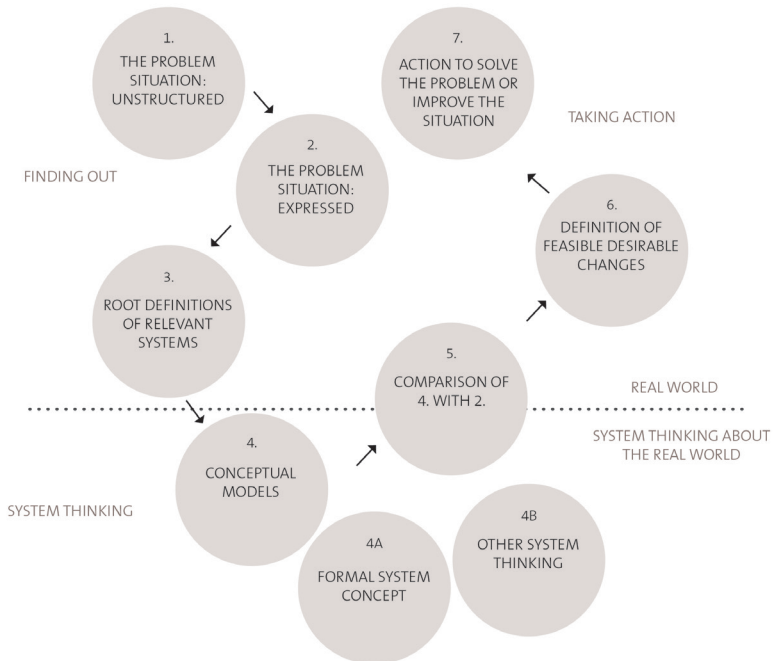 1.
THE PROBLEM
SITUATION:
UNSTRUCTURED
2.
THE PROBLEM
SITUATION:
EXPRESSED
FINDING OUT
3.
ROOT DEFINITIONS
OF RELEVANT
SYSTEMS
4.
CONCEPTUAL
MODELS
SYSTEM THINKING
4A
FORMAL SYSTEM
CONCEPT
4B
OTHER SYSTEM
THINKING
5.
COMPARISON OF
4. WITH 2.
6.
DEFINITION OF
FEASIBLE DESIRABLE
CHANGES
7.
ACTION TO SOLVE
THE PROBLEM OR
IMPROVE THE
SITUATION
TAKING ACTION
REAL WORLD
SYSTEM THINKING ABOUT
THE REAL WORLD